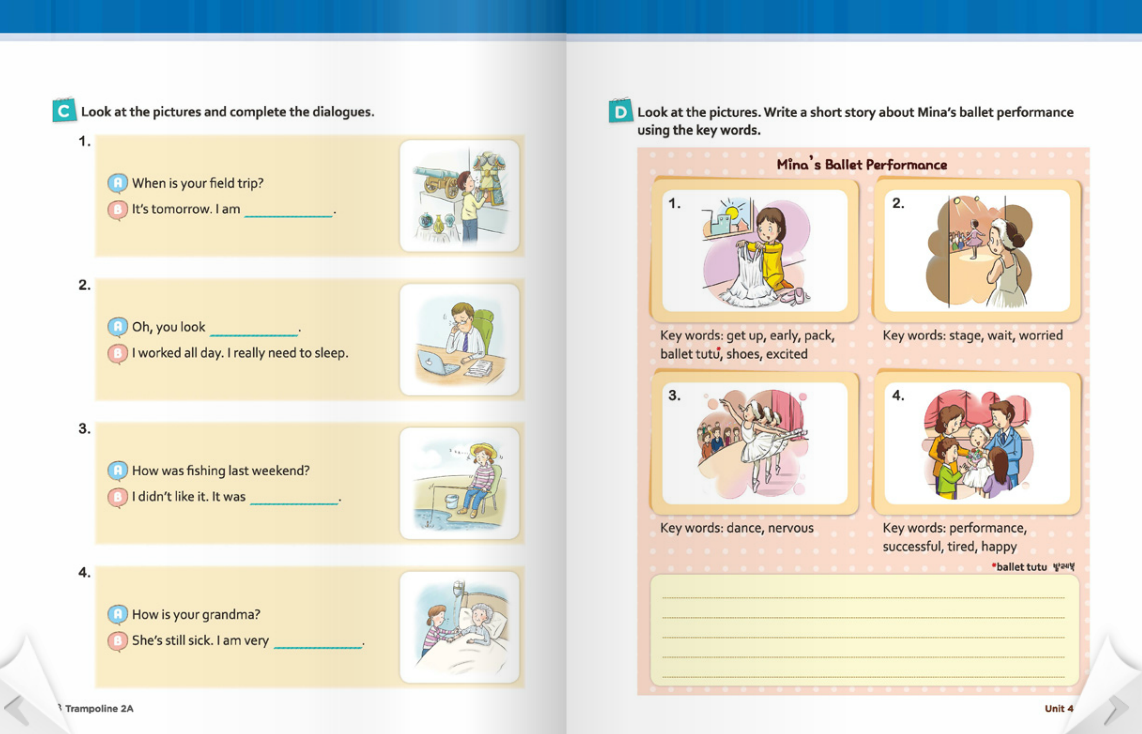 C Look at the pictures and complete the dialogues.
1.
A When is your field trip?
B It's tomorrow. I am ____________.
2.
A Oh, you look ____________.
B I worked all day. I really need to sleep.
3.
A How was fishing last weekend?
B I didn't like it. It was ____________.
4.
A How is your grandma?
B She's still sick. I am very ____________.
Trampoline 2A
D Look at the pictures. Write a short story about Mina's ballet performance
using the key words.
Mina's Ballet Performance
1.
Key words: get up, early, pack,
ballet tutu*, shoes, excited
2.
Key words: stage, wait, worried
3.
Key words: dance, nervous
4.
Key words: performance,
successful, tired, happy
*ballet tutu
Unit 4